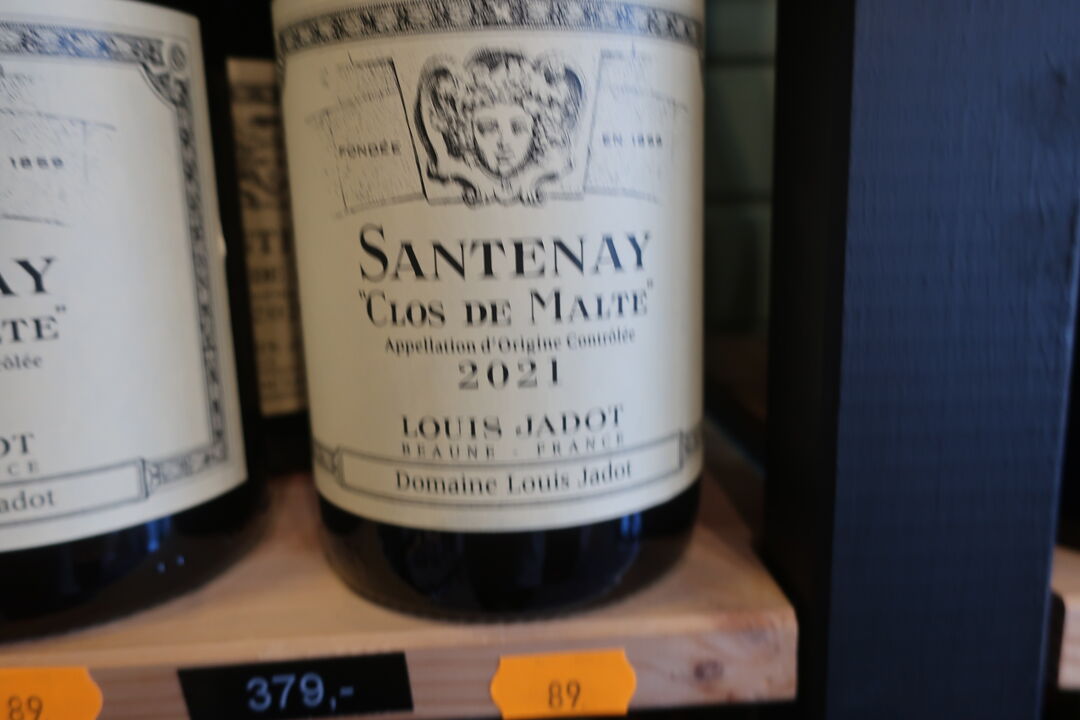 FONDÉE EN 1859
SANTENAY
"CLOS DE MALTE"
Appellation d'Origine Contrôlée
2021
LOUIS JADOT
BEAUNE - FRANCE
Domaine Louis Jadot
1859
AY
LTE"
ôlée
OT
CE
adot
89
379,-
89